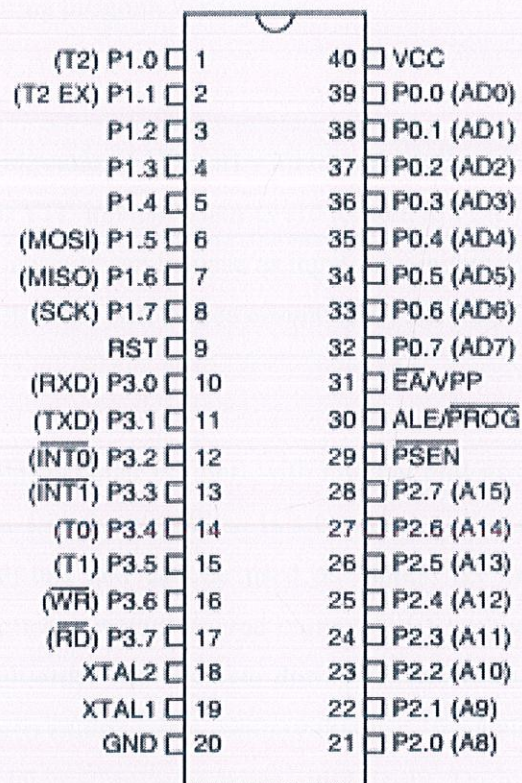 (T2) P1.0 1 40 VCC
(T2 EX) P1.1 2 39 P0.0 (AD0)
P1.2 3 38 P0.1 (AD1)
P1.3 4 37 P0.2 (AD2)
P1.4 5 36 P0.3 (AD3)
(MOSI) P1.5 6 35 P0.4 (AD4)
(MISO) P1.6 7 34 P0.5 (AD5)
(SCK) P1.7 8 33 P0.6 (AD6)
RST 9 32 P0.7 (AD7)
(RXD) P3.0 10 31 E̅A̅/VPP
(TXD) P3.1 11 30 ALE/P̅R̅O̅G̅
(I̅N̅T̅0̅) P3.2 12 29 P̅S̅E̅N̅
(I̅N̅T̅1̅) P3.3 13 28 P2.7 (A15)
(T0) P3.4 14 27 P2.6 (A14)
(T1) P3.5 15 26 P2.5 (A13)
(W̅R̅) P3.6 16 25 P2.4 (A12)
(R̅D̅) P3.7 17 24 P2.3 (A11)
XTAL2 18 23 P2.2 (A10)
XTAL1 19 22 P2.1 (A9)
GND 20 21 P2.0 (A8)